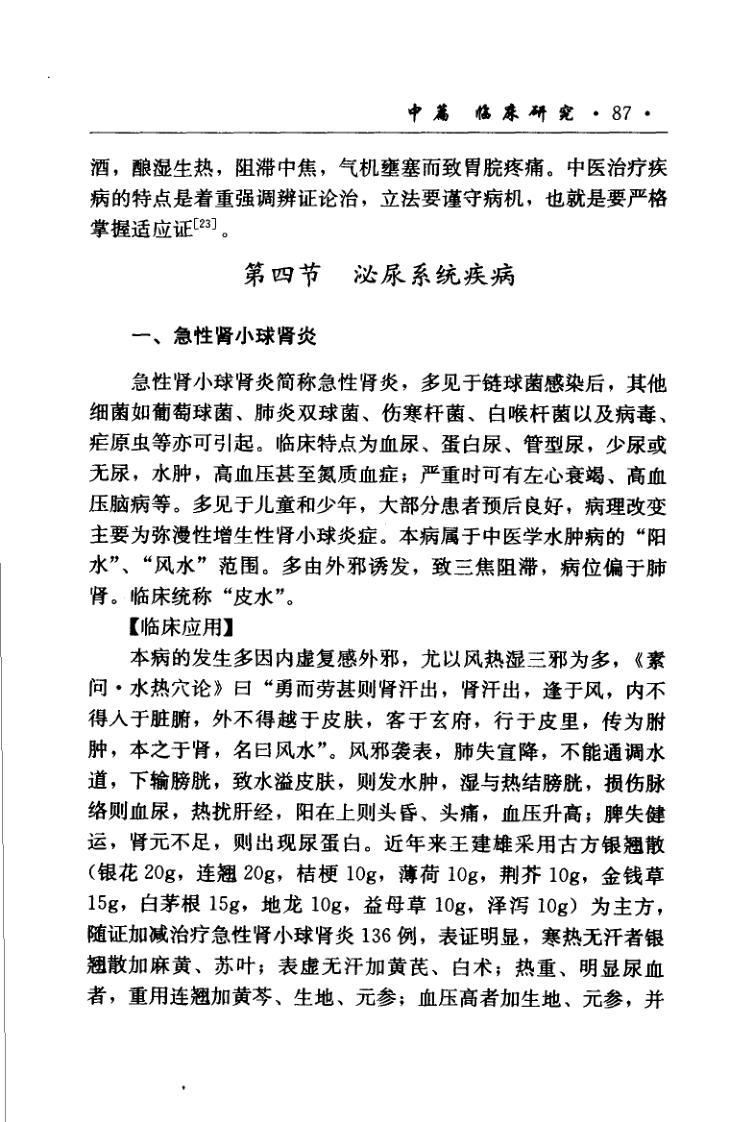 中篇 临床研究 · 87 ·
酒，酿湿生热，阻滞中焦，气机壅塞而致胃脘疼痛。中医治疗疾
病的特点是着重强调辨证论治，立法要谨守病机，也就是要严格
掌握适应证[23]。
第四节 泌尿系统疾病
一、急性肾小球肾炎
急性肾小球肾炎简称急性肾炎，多见于链球菌感染后，其他
细菌如葡萄球菌、肺炎双球菌、伤寒杆菌、白喉杆菌以及病毒、
疟原虫等亦可引起。临床特点为血尿、蛋白尿、管型尿，少尿或
无尿，水肿，高血压甚至氮质血症；严重时可有左心衰竭、高血
压脑病等。多见于儿童和少年，大部分患者预后良好，病理改变
主要为弥漫性增生性肾小球炎症。本病属于中医学水肿病的“阳
水”、“风水”范围。多由外邪诱发，致三焦阻滞，病位偏于肺
肾。临床统称“皮水”。
【临床应用】
本病的发生多因内虚复感外邪，尤以风热湿三邪为多，《素
问·水热穴论》曰“勇而劳甚则肾汗出，肾汗出，逢于风，内不
得人于脏腑，外不得越于皮肤，客于玄府，行于皮里，传为胕
肿，本之于肾，名曰风水”。风邪袭表，肺失宣降，不能通调水
道，下输膀胱，致水溢皮肤，则发水肿，湿与热结膀胱，损伤脉
络则血尿，热扰肝经，阳在上则头昏、头痛，血压升高；脾失健
运，肾元不足，则出现尿蛋白。近年来王建雄采用古方银翘散
（银花 20g，连翘 20g，桔梗 10g，薄荷 10g，荆芥 10g，金钱草
15g，白茅根 15g，地龙 10g，益母草 10g，泽泻 10g）为主方，
随证加减治疗急性肾小球肾炎 136 例，表证明显，寒热无汗者银
翘散加麻黄、苏叶；表虚无汗加黄芪、白术；热重、明显尿血
者，重用连翘加黄芩、生地、元参；血压高者加生地、元参，并